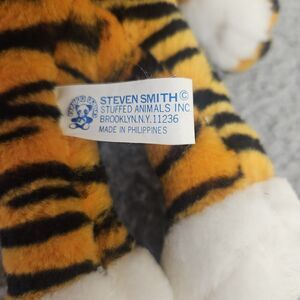 STEVEN SMITH©
STUFFED ANIMALS INC
BROOKLYN.N.Y. 11236
MADE IN PHILIPPINES